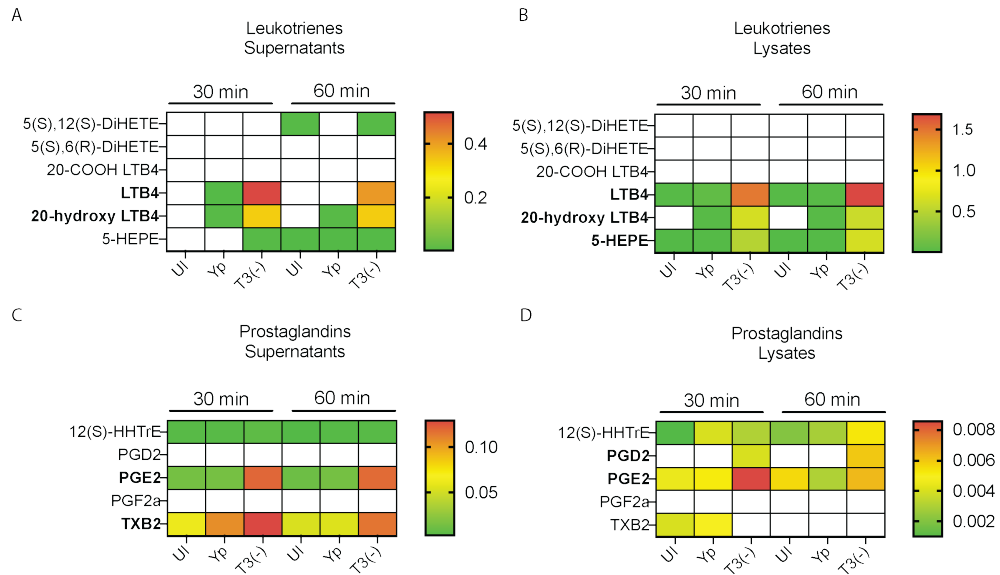 A
Leukotrienes
Supernatants
30 min
60 min
5(S),12(S)-DiHETE
5(S),6(R)-DiHETE
20-COOH LTB4
LTB4
20-hydroxy LTB4
5-HEPE
UI
Yp
T3(-)
UI
Yp
T3(-)
0.4
0.2
B
Leukotrienes
Lysates
30 min
60 min
5(S),12(S)-DiHETE
5(S),6(R)-DiHETE
20-COOH LTB4
LTB4
20-hydroxy LTB4
5-HEPE
UI
Yp
T3(-)
UI
Yp
T3(-)
1.5
1.0
0.5
C
Prostaglandins
Supernatants
30 min
60 min
12(S)-HHTrE
PGD2
PGE2
PGF2a
TXB2
UI
Yp
T3(-)
UI
Yp
T3(-)
0.10
0.05
D
Prostaglandins
Lysates
30 min
60 min
12(S)-HHTrE
PGD2
PGE2
PGF2a
TXB2
UI
Yp
T3(-)
UI
Yp
T3(-)
0.008
0.006
0.004
0.002